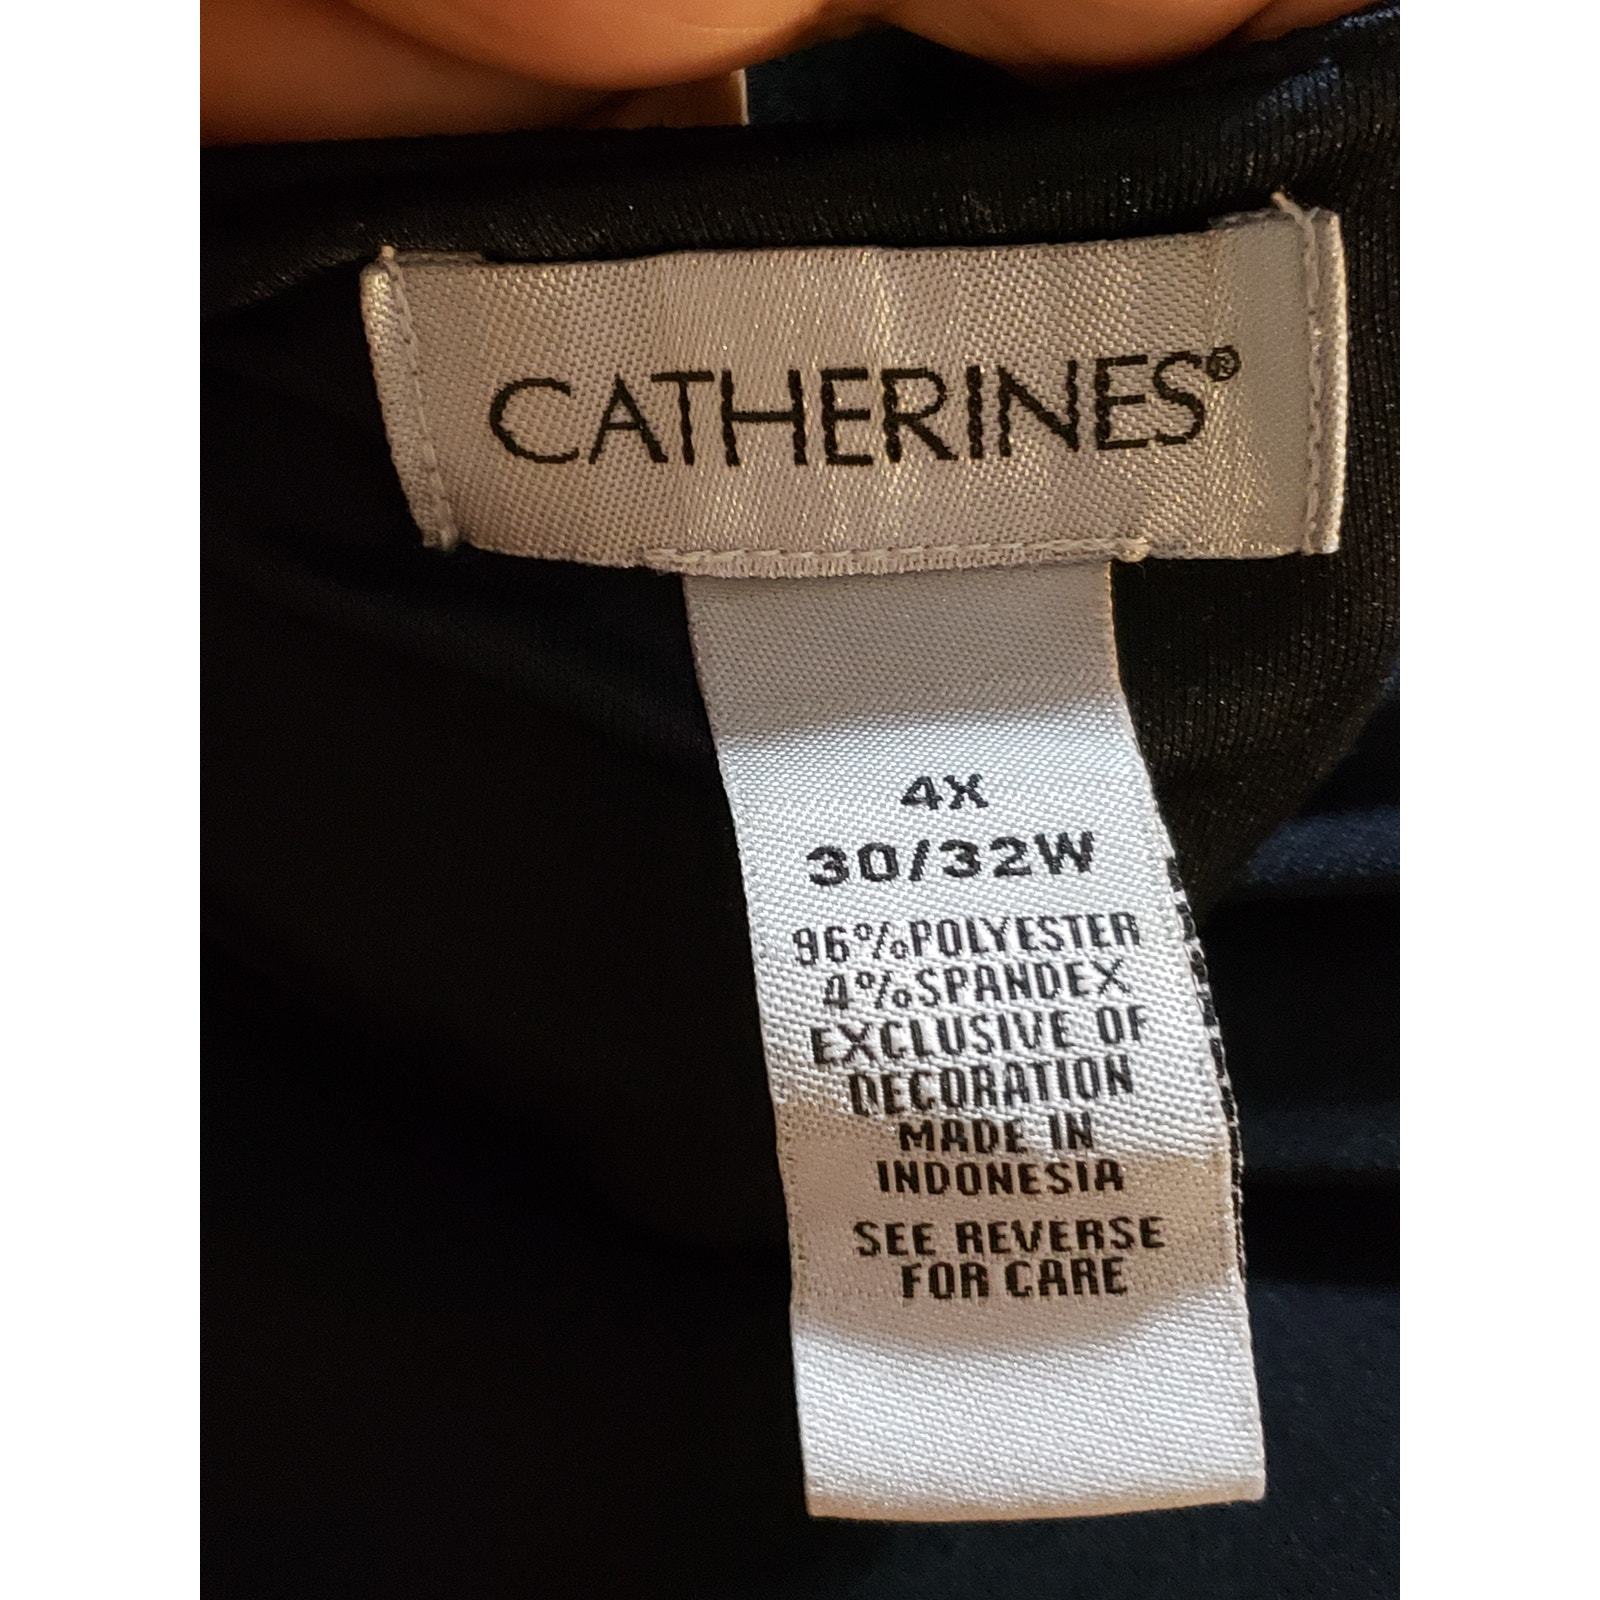 CATHERINES®
4X
30/32W
96%POLYESTER
4%SPANDEX
EXCLUSIVE OF
DECORATION
MADE IN
INDONESIA
SEE REVERSE
FOR CARE